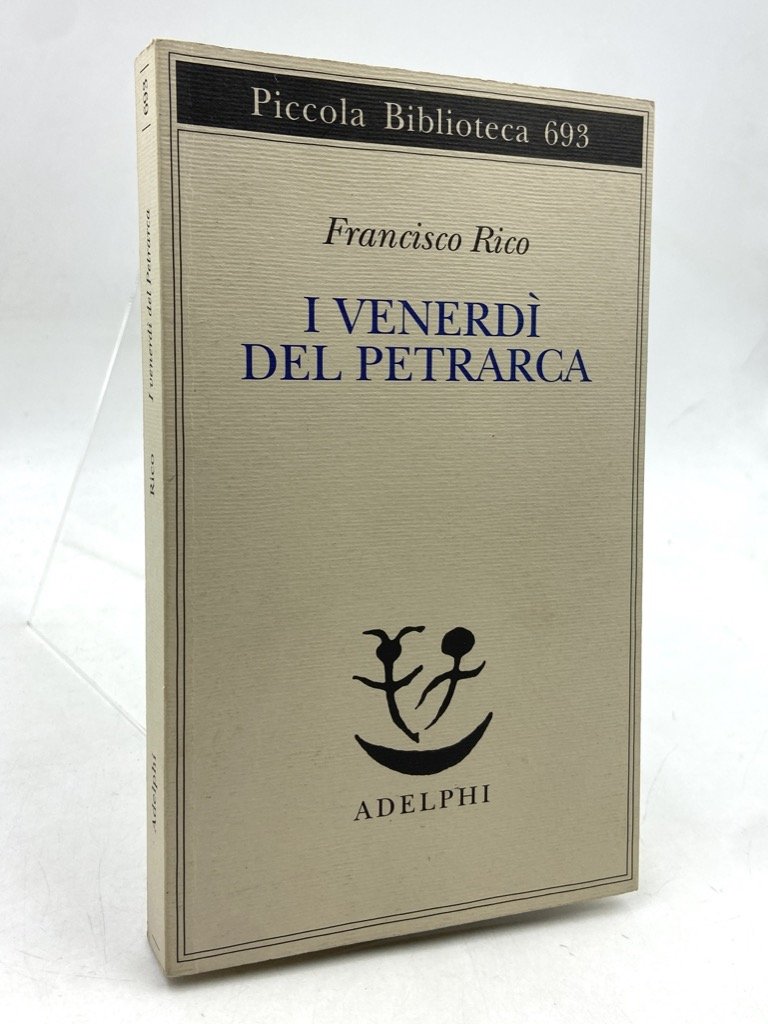 Piccola Biblioteca 693
Francisco Rico
I VENERDÌ
DEL PETRARCA
ADELPHI
| 693 |
I venerdì del Petrarca
Rico
Adelphi